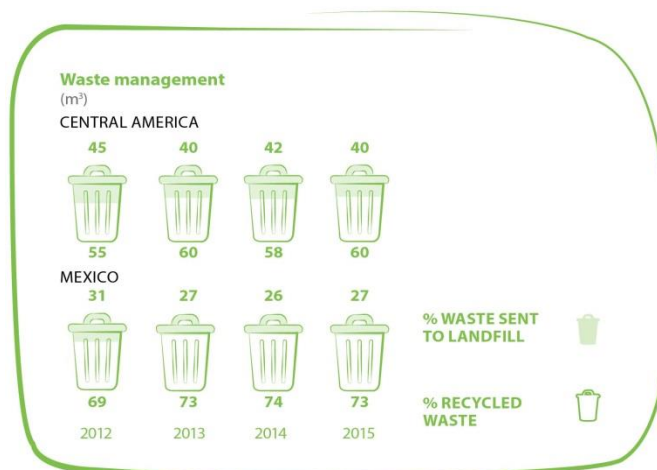 Waste management
(m³)
CENTRAL AMERICA
45 40 42 40
55 60 58 60
MEXICO
31 27 26 27
69 73 74 73
2012 2013 2014 2015
% WASTE SENT
TO LANDFILL
% RECYCLED
WASTE